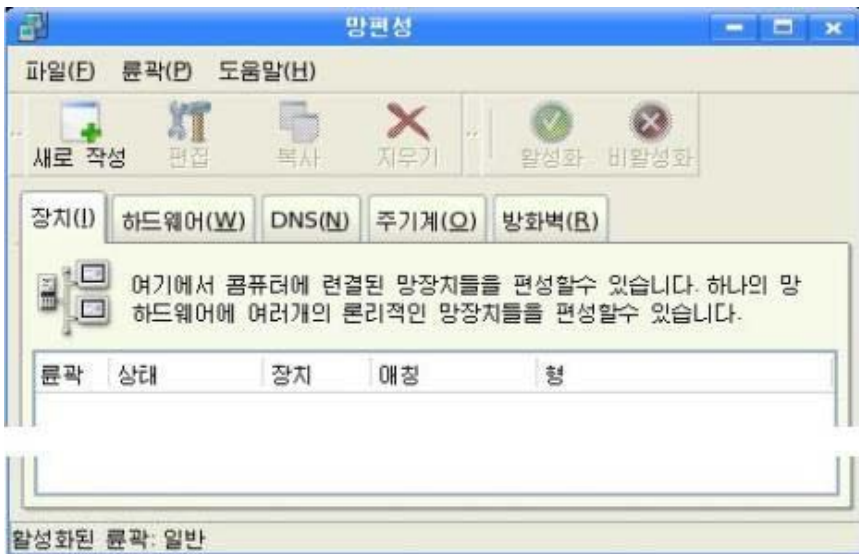 망편성
파일(F) 륜곽(P) 도움말(H)
새로 작성 편집 복사 지우기 활성화 비활성화
장치(I) 하드웨어(W) DNS(N) 주기계(O) 방화벽(R)
여기에서 콤퓨터에 련결된 망장치들을 편성할수 있습니다. 하나의 망
하드웨어에 여러개의 론리적인 망장치들을 편성할수 있습니다.
륜곽 상태 장치 애칭 형
활성화된 륜곽: 일반